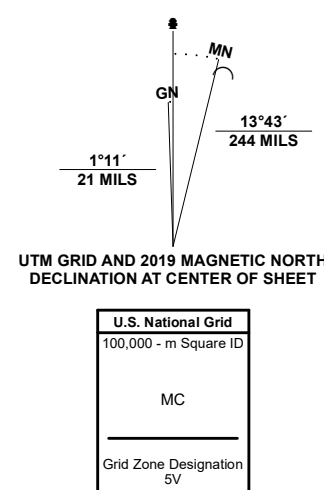 MN
GN
13°43´
244 MILS
1°11´
21 MILS
UTM GRID AND 2019 MAGNETIC NORTH
DECLINATION AT CENTER OF SHEET
U.S. National Grid
100,000 - m Square ID
MC
Grid Zone Designation
5V